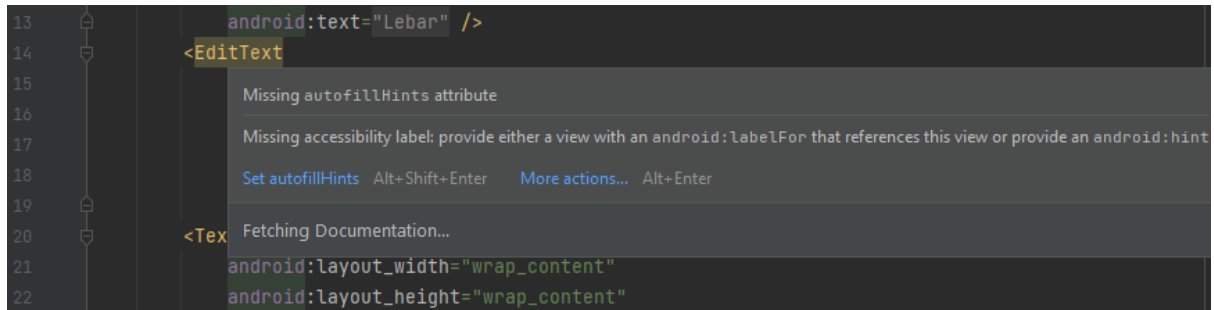 13 android:text="Lebar" />
14 <EditText
15
Missing autofillHints attribute
16
17 Missing accessibility label: provide either a view with an android:labelFor that references this view or provide an android:hint
18 Set autofillHints Alt+Shift+Enter More actions... Alt+Enter
19
20 <Tex Fetching Documentation...
21 android:layout_width="wrap_content"
22 android:layout_height="wrap_content"